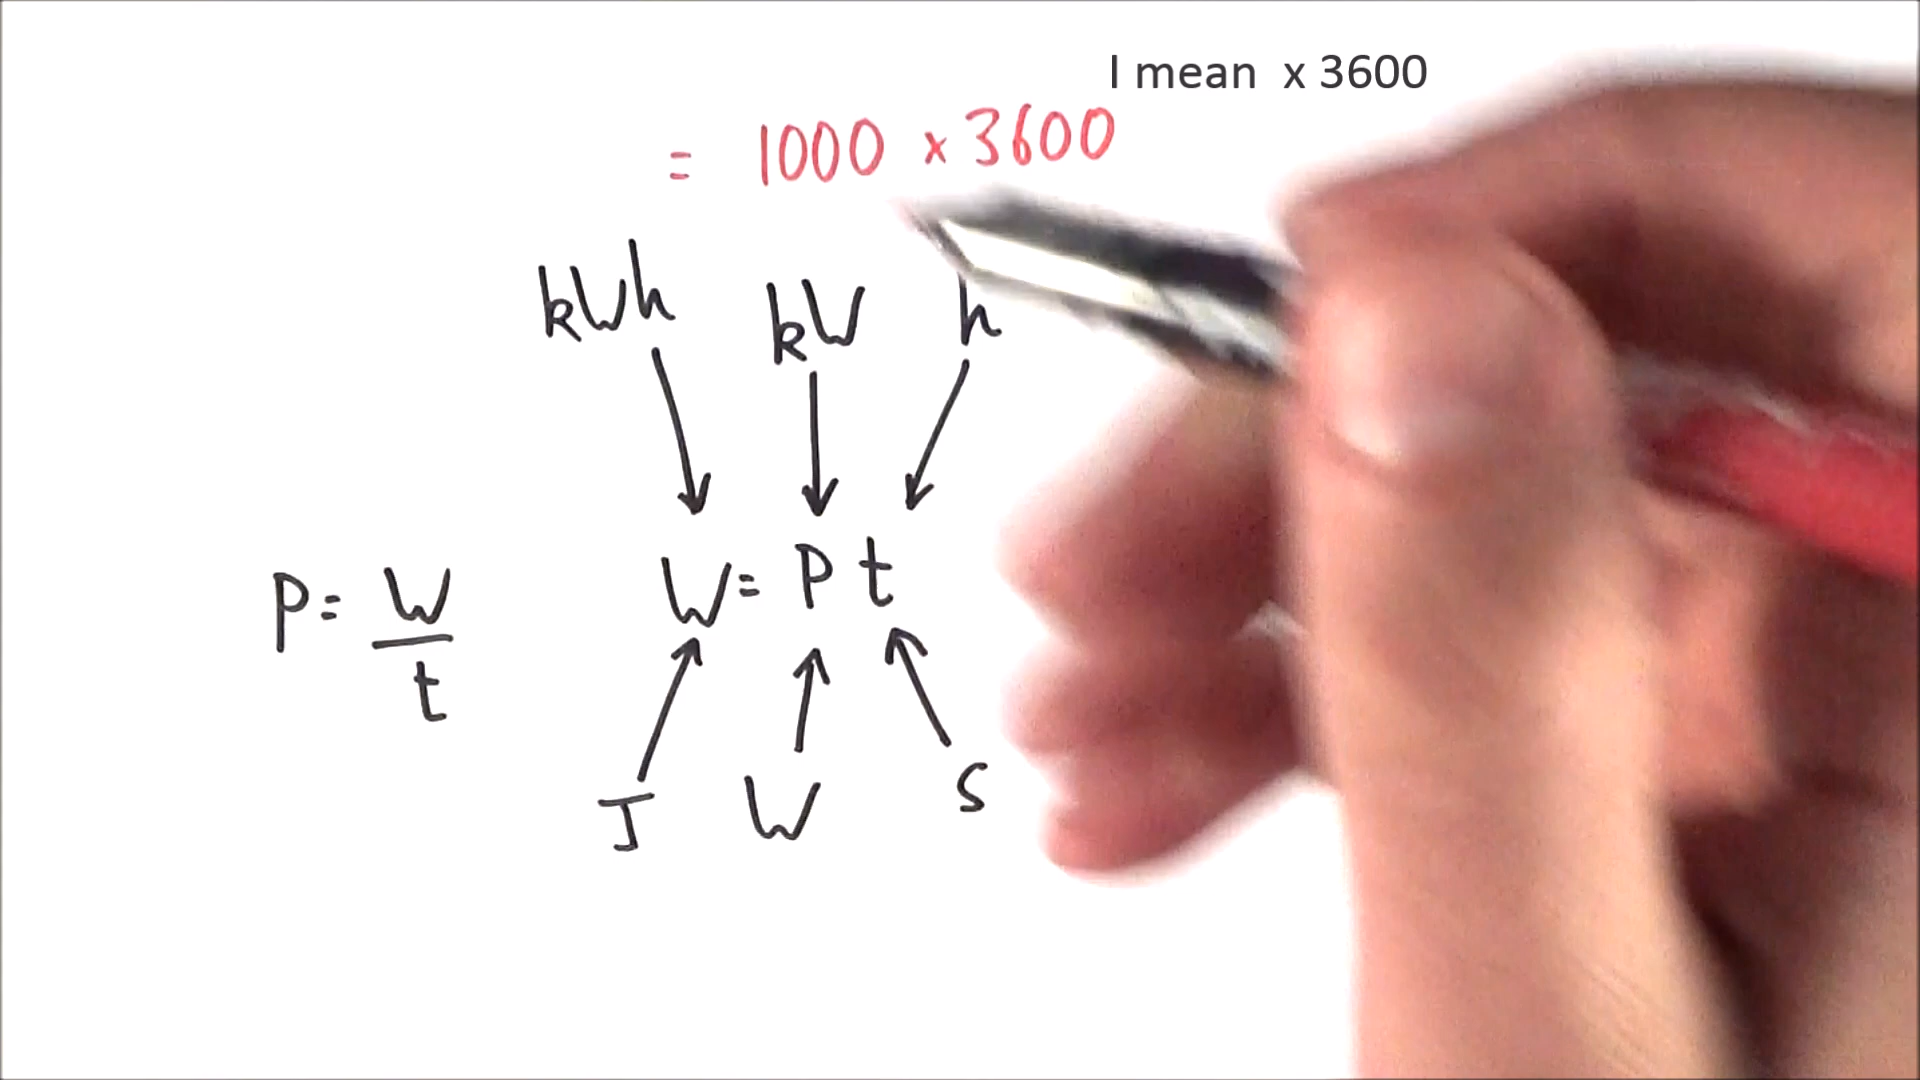 I mean x 3600
= 1000 x 3600
kWh kW h
P = W / t
W = P t
J W s